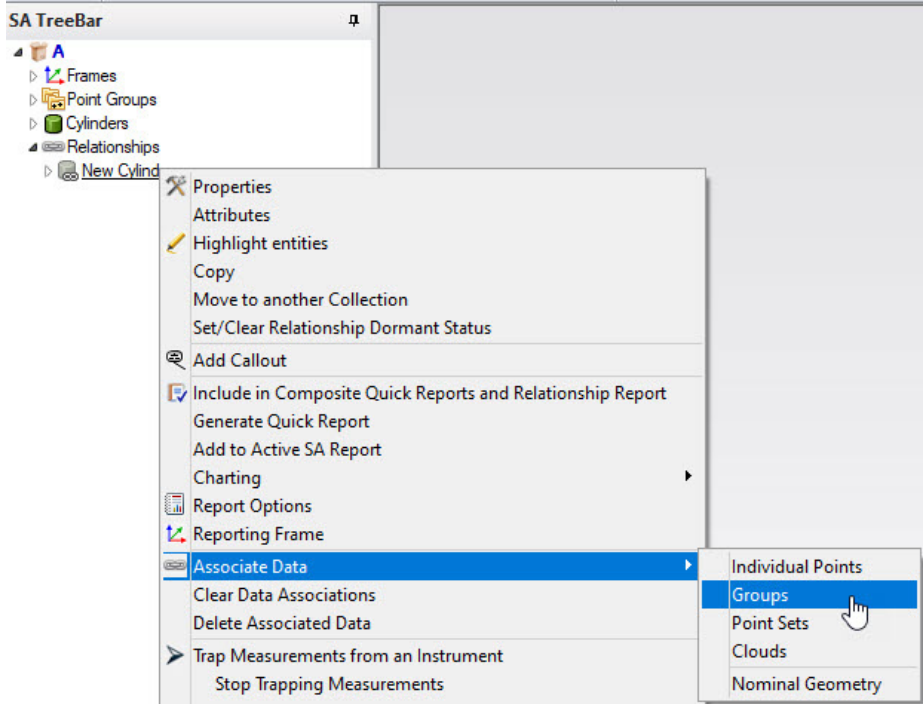 SA TreeBar
A
Frames
Point Groups
Cylinders
Relationships
New Cylind
Properties
Attributes
Highlight entities
Copy
Move to another Collection
Set/Clear Relationship Dormant Status
Add Callout
Include in Composite Quick Reports and Relationship Report
Generate Quick Report
Add to Active SA Report
Charting
Report Options
Reporting Frame
Associate Data
Clear Data Associations
Delete Associated Data
Trap Measurements from an Instrument
Stop Trapping Measurements
Individual Points
Groups
Point Sets
Clouds
Nominal Geometry